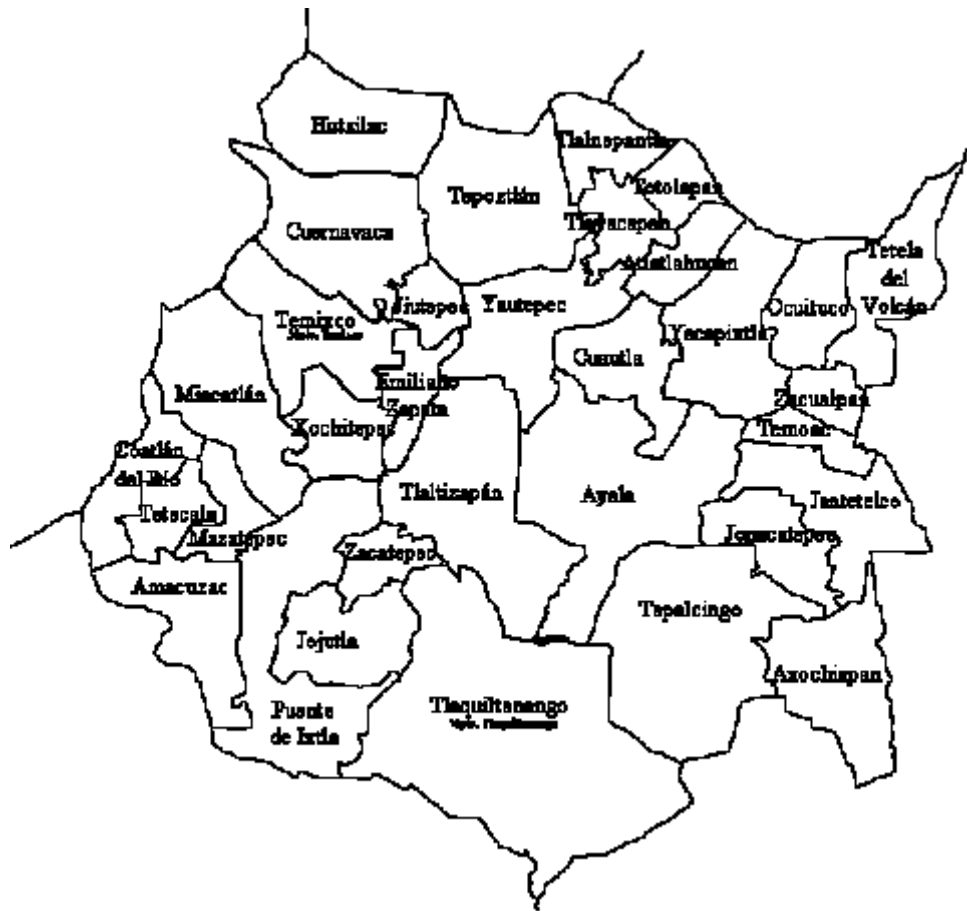 Huitzilac
Tlalnepantla
Tepoztlán
Totolapan
Tlayacapan
Cuernavaca
Atlatlahucan
Tetela
del
Volcán
Jiutepec
Yautepec
Ocuituco
Temixco
Yecapixtla
Cuautla
Emiliano
Zapata
Miacatlán
Zacualpan
Xochitepec
Temoac
Coatlán
del Río
Tlaltizapán
Ayala
Jantetelco
Tetecala
Mazatepec
Jonacatepec
Zacatepec
Amacuzac
Tepalcingo
Jojutla
Axochiapan
Puente
de Ixtla
Tlaquiltenango